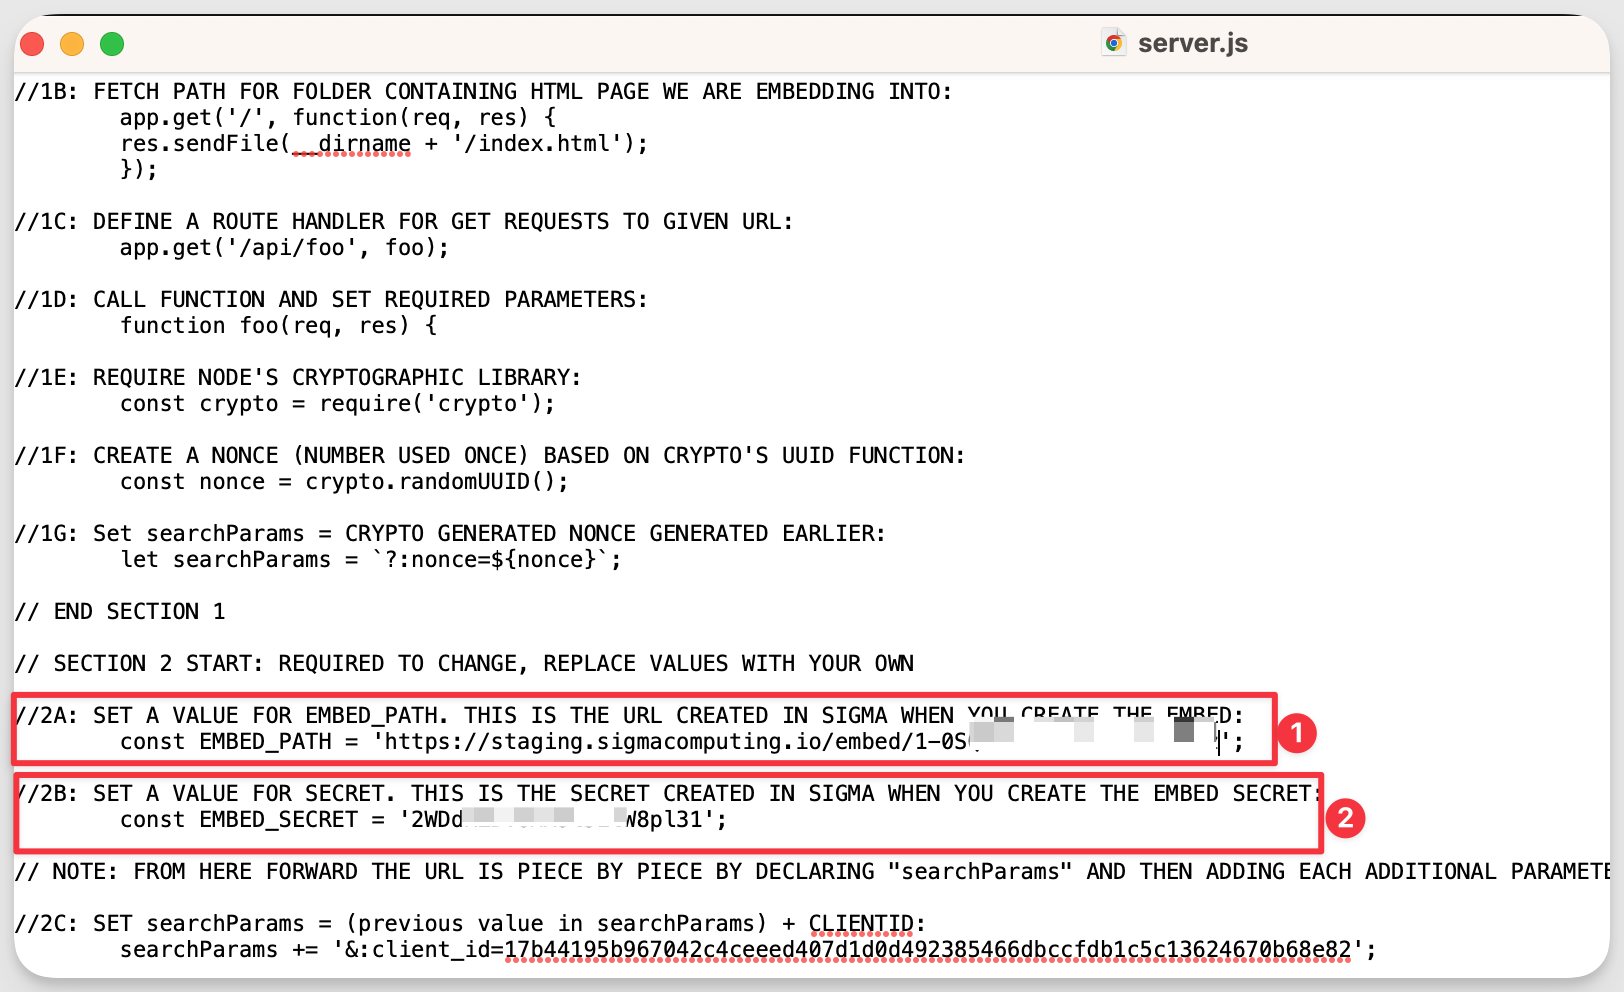 server.js
//1B: FETCH PATH FOR FOLDER CONTAINING HTML PAGE WE ARE EMBEDDING INTO:
app.get('/', function(req, res) {
res.sendFile(__dirname + '/index.html');
});
//1C: DEFINE A ROUTE HANDLER FOR GET REQUESTS TO GIVEN URL:
app.get('/api/foo', foo);
//1D: CALL FUNCTION AND SET REQUIRED PARAMETERS:
function foo(req, res) {
//1E: REQUIRE NODE'S CRYPTOGRAPHIC LIBRARY:
const crypto = require('crypto');
//1F: CREATE A NONCE (NUMBER USED ONCE) BASED ON CRYPTO'S UUID FUNCTION:
const nonce = crypto.randomUUID();
//1G: Set searchParams = CRYPTO GENERATED NONCE GENERATED EARLIER:
let searchParams = `?:nonce=${nonce}`;
// END SECTION 1
// SECTION 2 START: REQUIRED TO CHANGE, REPLACE VALUES WITH YOUR OWN
//2A: SET A VALUE FOR EMBED_PATH. THIS IS THE URL CREATED IN SIGMA WHEN YOU CREATE THE EMBED:
const EMBED_PATH = 'https://staging.sigmacomputing.io/embed/1-0S ';
1
//2B: SET A VALUE FOR SECRET. THIS IS THE SECRET CREATED IN SIGMA WHEN YOU CREATE THE EMBED SECRET:
const EMBED_SECRET = '2WDd W8pl31';
2
// NOTE: FROM HERE FORWARD THE URL IS PIECE BY PIECE BY DECLARING "searchParams" AND THEN ADDING EACH ADDITIONAL PARAMETE
//2C: SET searchParams = (previous value in searchParams) + CLIENTID:
searchParams += '&:client_id=17b44195b967042c4ceeed407d1d0d492385466dbccfdb1c5c13624670b68e82';